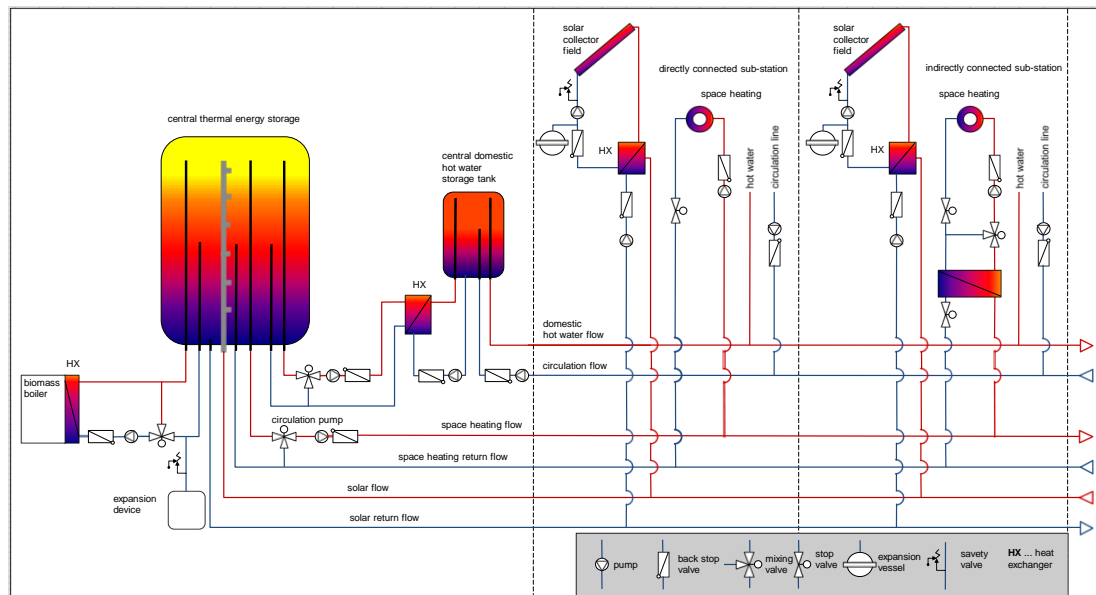 solar
collector
field
directly connected sub-station
space heating
hot water
circulation line
HX
solar
collector
field
indirectly connected sub-station
space heating
hot water
circulation line
HX
central thermal energy storage
central domestic
hot water
storage tank
HX
domestic
hot water flow
circulation flow
HX
biomass
boiler
circulation pump
space heating flow
space heating return flow
solar flow
solar return flow
expansion
device
pump
back stop
valve
mixing
valve
stop
valve
expansion
vessel
savety
valve
HX ... heat
exchanger